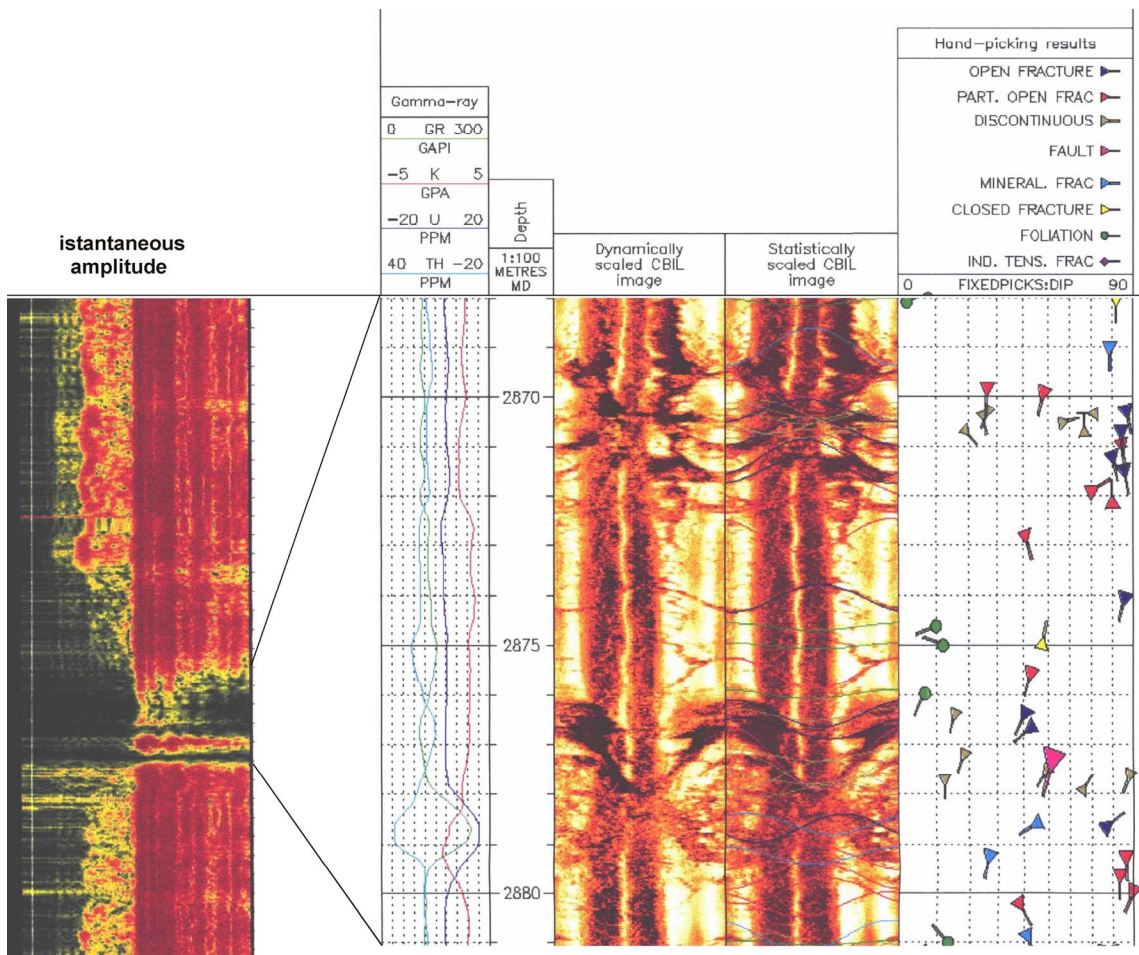 istantaneous
amplitude
Gamma-ray
0 GR 300
GAPI
-5 K 5
GPA
-20 U 20
PPM
40 TH -20
PPM
Depth
1:100
METRES
MD
Dynamically
scaled CBIL
image
Statistically
scaled CBIL
image
Hand-picking results
OPEN FRACTURE
PART. OPEN FRAC
DISCONTINUOUS
FAULT
MINERAL. FRAC
CLOSED FRACTURE
FOLIATION
IND. TENS. FRAC
0 FIXEDPICKS:DIP 90
2870
2875
2880